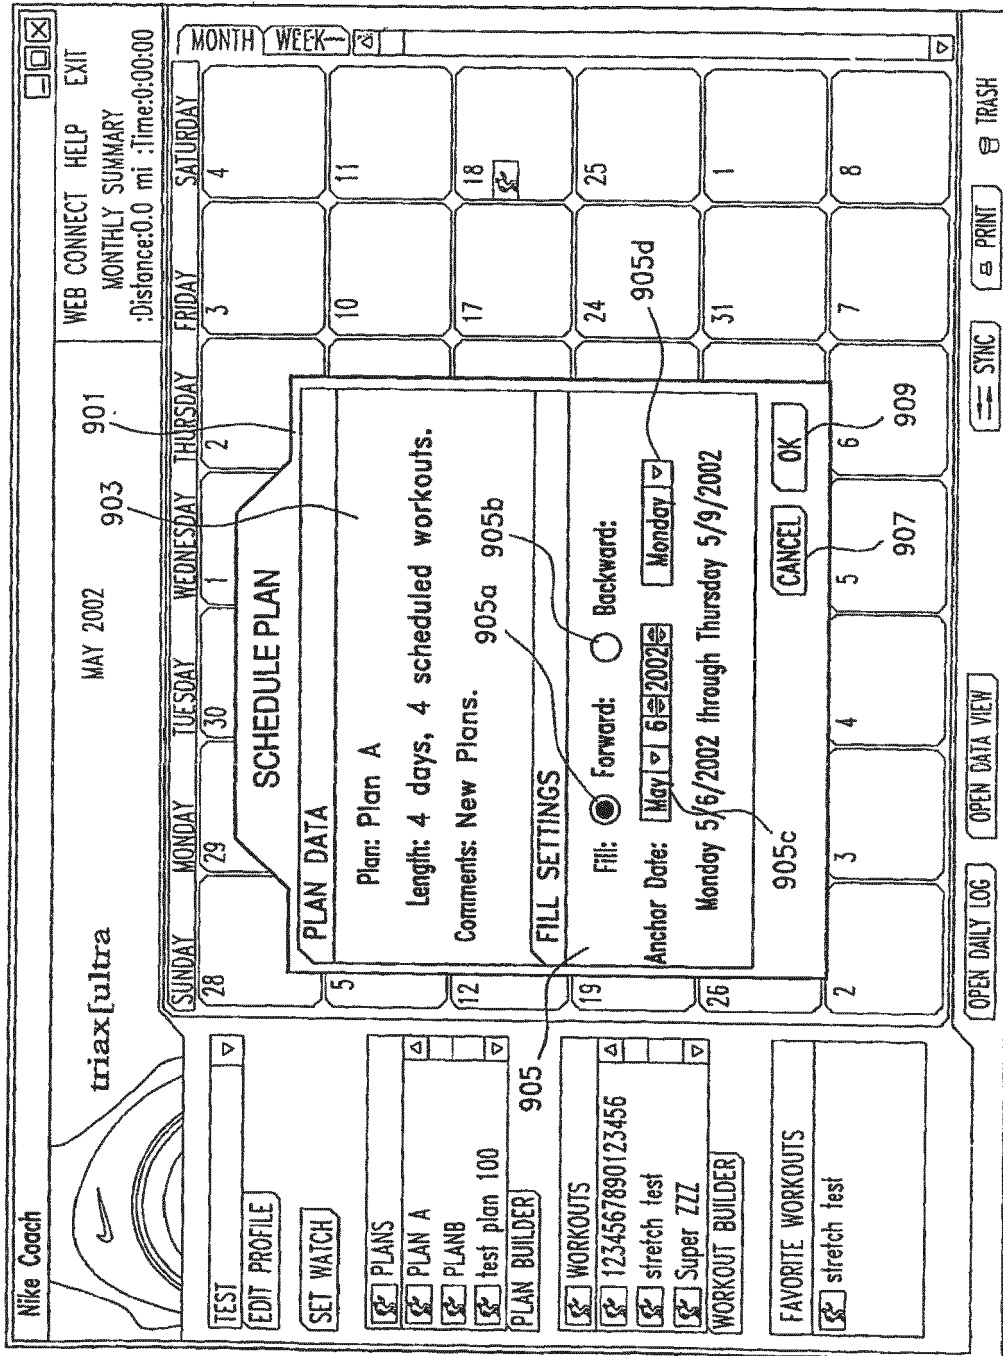 Nike Coach
triax[ultra
MAY 2002
WEB CONNECT HELP EXIT
MONTHLY SUMMARY
:Distance:0.0 mi :Time:0:00:00
TEST
EDIT PROFILE
SET WATCH
PLANS
PLAN A
PLANB
test plan 100
PLAN BUILDER
WORKOUTS
1234567890123456
stretch test
Super ZZZ
WORKOUT BUILDER
FAVORITE WORKOUTS
stretch test
SUNDAY MONDAY TUESDAY WEDNESDAY THURSDAY FRIDAY SATURDAY
MONTH
WEEK
28 29 30 1 2 3 4
5 10 11
12 17 18
19 24 25
26 31 1
2 3 4 5 6 7 8
SCHEDULE PLAN
PLAN DATA
Plan: Plan A
Length: 4 days, 4 scheduled workouts.
Comments: New Plans.
FILL SETTINGS
Fill: Forward: Backward:
Anchor Date: May 6 2002 Monday
Monday 5/6/2002 through Thursday 5/9/2002
CANCEL OK
901
903
905
905a
905b
905c
905d
907
909
OPEN DAILY LOG OPEN DATA VIEW SYNC PRINT TRASH